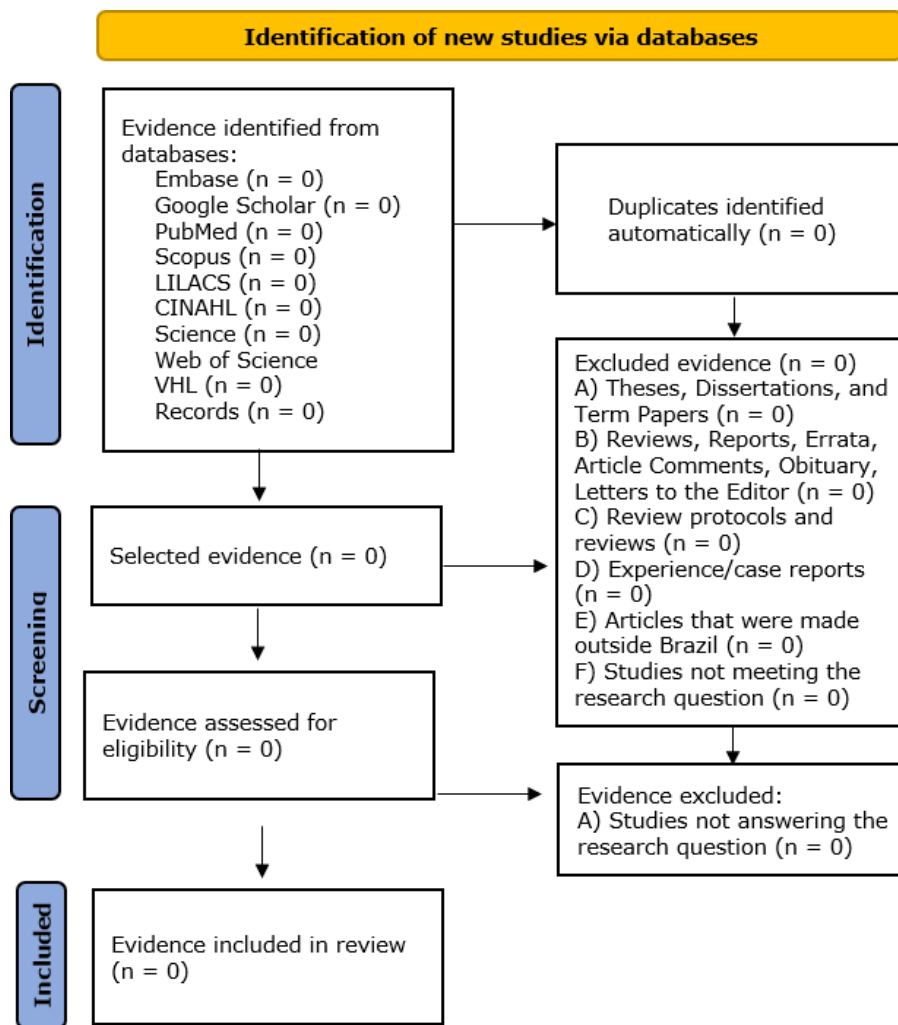 Identification of new studies via databases
Identification
Evidence identified from
databases:
Embase (n = 0)
Google Scholar (n = 0)
PubMed (n = 0)
Scopus (n = 0)
LILACS (n = 0)
CINAHL (n = 0)
Science (n = 0)
Web of Science
VHL (n = 0)
Records (n = 0)
Duplicates identified
automatically (n = 0)
Excluded evidence (n = 0)
A) Theses, Dissertations, and
Term Papers (n = 0)
B) Reviews, Reports, Errata,
Article Comments, Obituary,
Letters to the Editor (n = 0)
C) Review protocols and
reviews (n = 0)
D) Experience/case reports
(n = 0)
E) Articles that were made
outside Brazil (n = 0)
F) Studies not meeting the
research question (n = 0)
Screening
Selected evidence (n = 0)
Evidence assessed for
eligibility (n = 0)
Evidence excluded:
A) Studies not answering the
research question (n = 0)
Included
Evidence included in review
(n = 0)